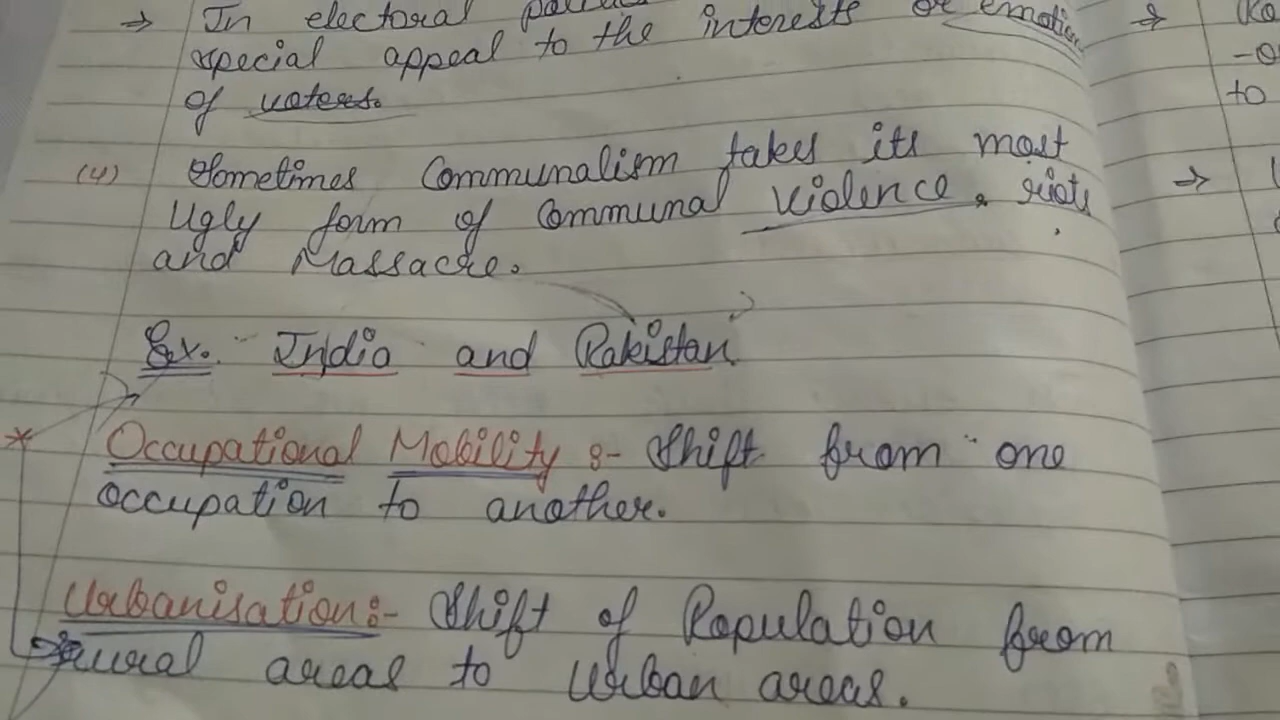 ⇒ In electoral
special appeal to the interests or emotion
of voters.
(4) Sometimes Communalism takes its most
Ugly form of Communal violence, riots
and Massacre.
Ex. India and Pakistan
* Occupational Mobility :- Shift from one
occupation to another.
Urbanisation:- Shift of Population from
rural areas to Urban areas.
⇒
to
⇒